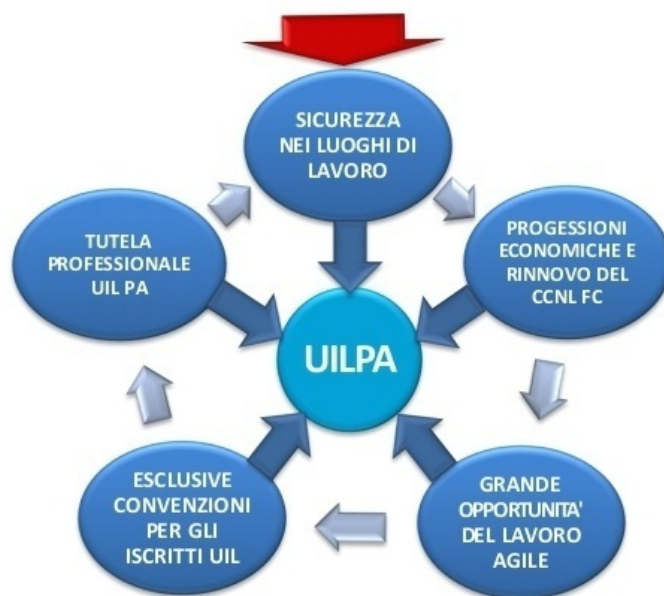 SICUREZZA
NEI LUOGHI DI
LAVORO
PROGESSIONI
ECONOMICHE E
RINNOVO DEL
CCNL FC
GRANDE
OPPORTUNITA'
DEL LAVORO
AGILE
ESCLUSIVE
CONVENZIONI
PER GLI
ISCRITTI UIL
TUTELA
PROFESSIONALE
UIL PA
UILPA